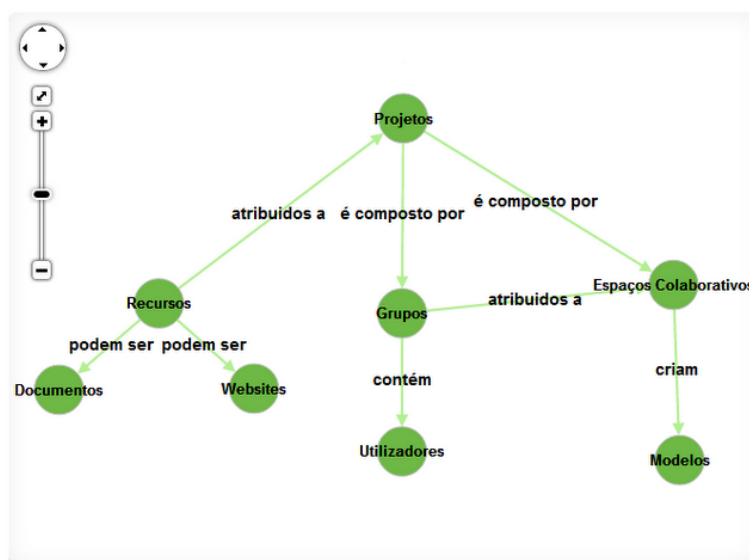 Projetos
atribuidos a
é composto por
é composto por
Espaços Colaborativos
Recursos
atribuidos a
Grupos
podem ser
podem ser
criam
contém
Documentos
Websites
Utilizadores
Modelos